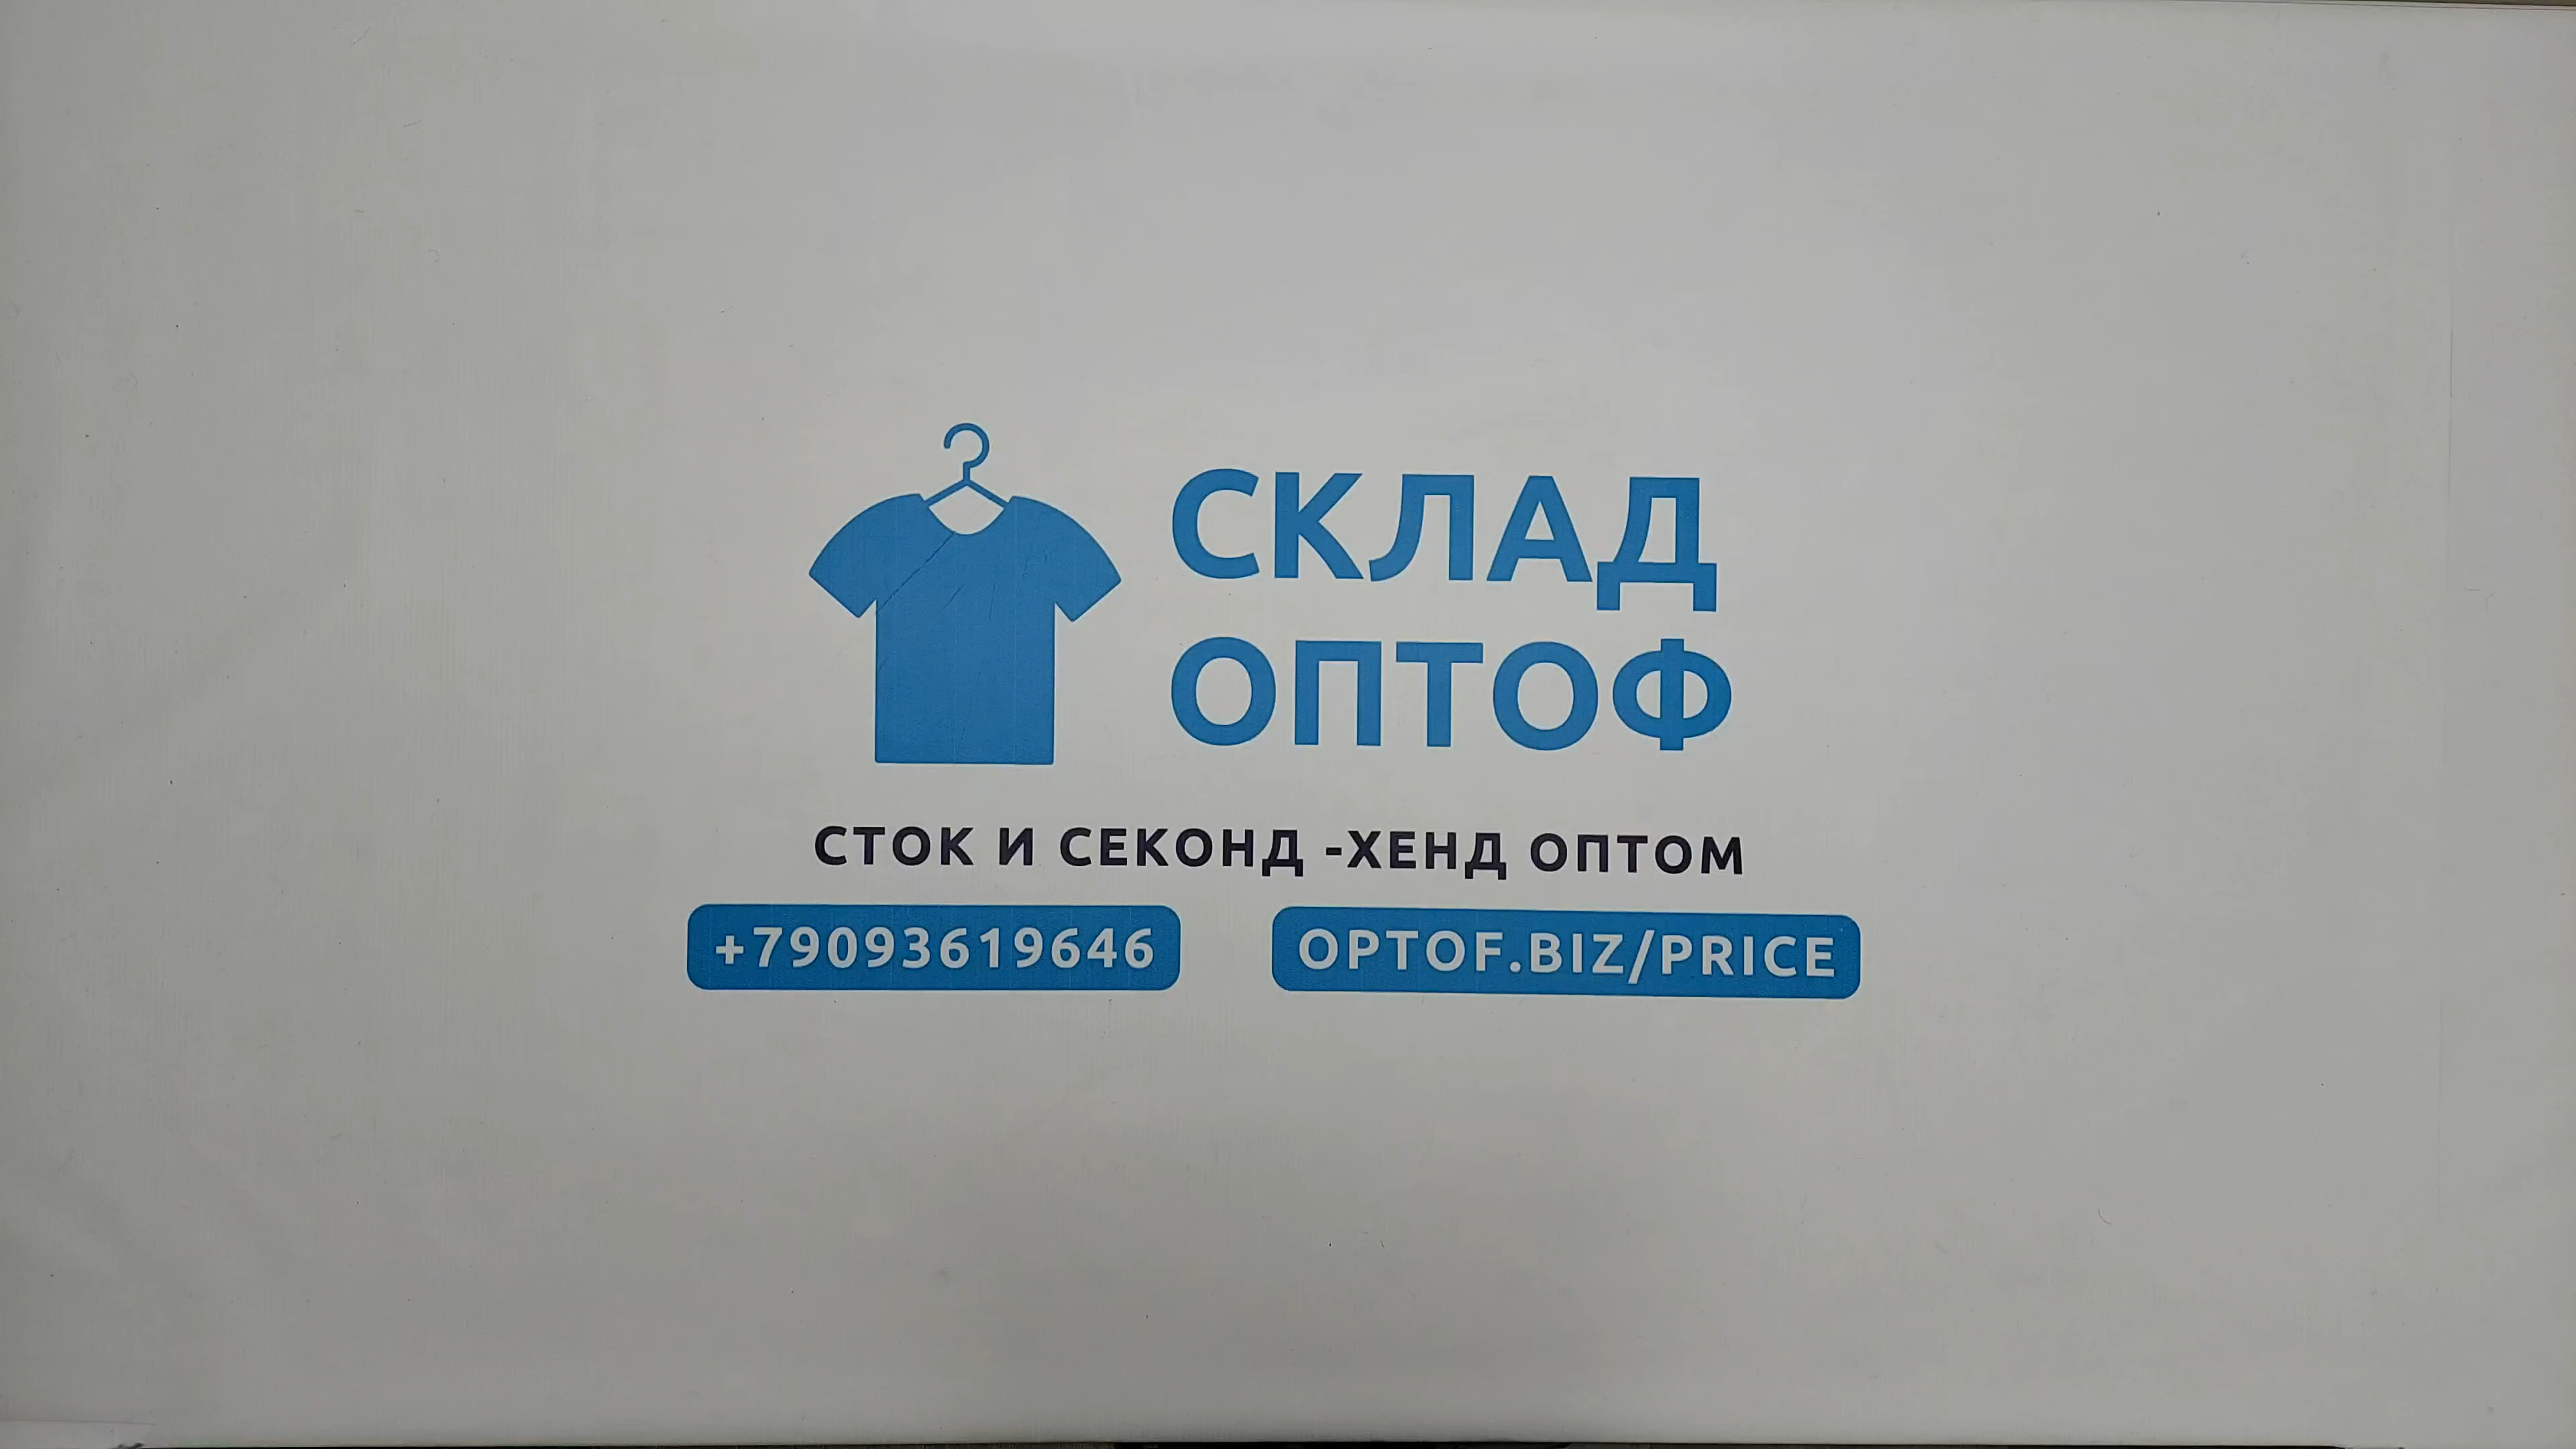 СКЛАД
ОПТОФ
СТОК И СЕКОНД -ХЕНД ОПТОМ
+79093619646
OPTOF.BIZ/PRICE